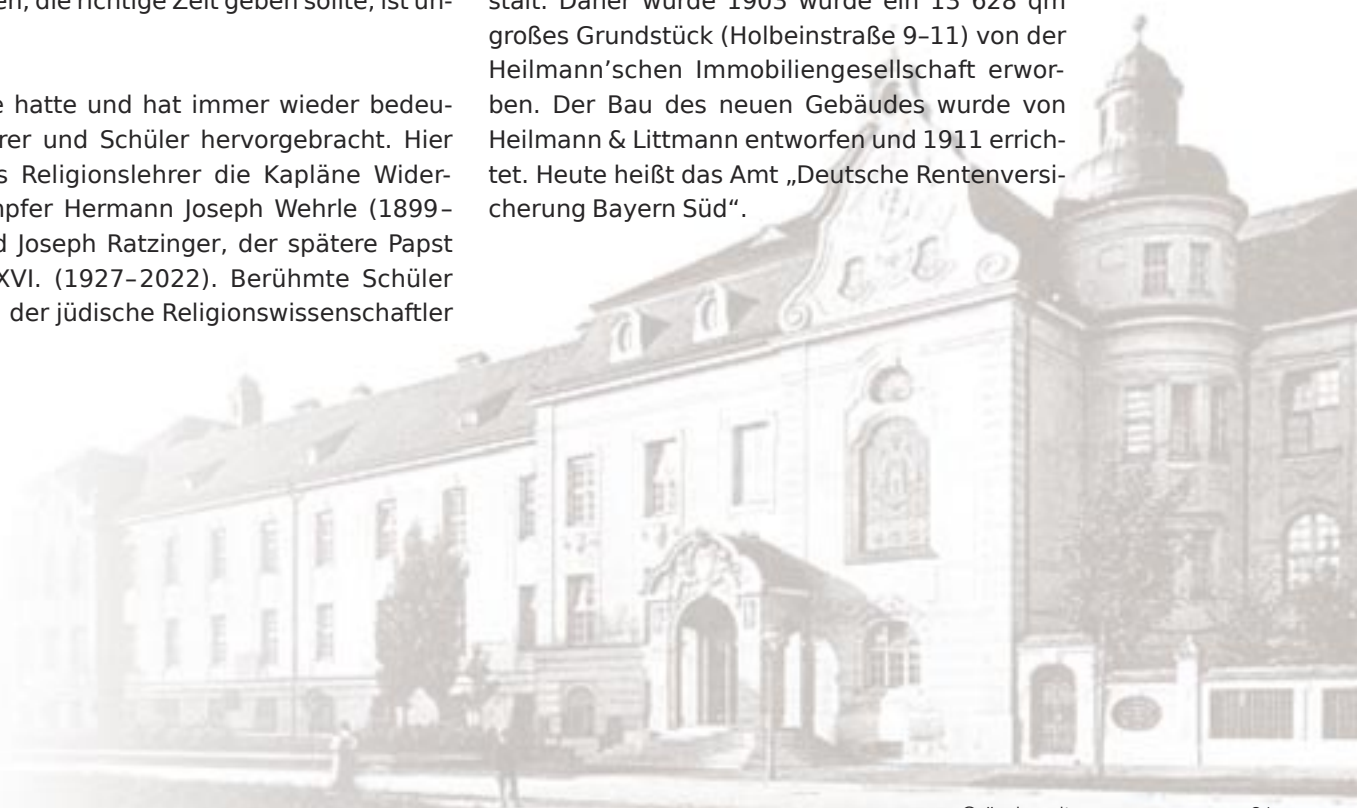 en, die richtige Zeit geben sollte, ist un-
e hatte und hat immer wieder bedeu-
rer und Schüler hervorgebracht. Hier
s Religionslehrer die Kapläne Wider-
mpfer Hermann Joseph Wehrle (1899–
d Joseph Ratzinger, der spätere Papst
XVI. (1927–2022). Berühmte Schüler
der jüdische Religionswissenschaftler
stalt. Daher wurde 1903 wurde ein 13 628 qm
großes Grundstück (Holbeinstraße 9–11) von der
Heilmann’schen Immobiliengesellschaft erwor-
ben. Der Bau des neuen Gebäudes wurde von
Heilmann & Littmann entworfen und 1911 errich-
tet. Heute heißt das Amt „Deutsche Rentenversi-
cherung Bayern Süd“.